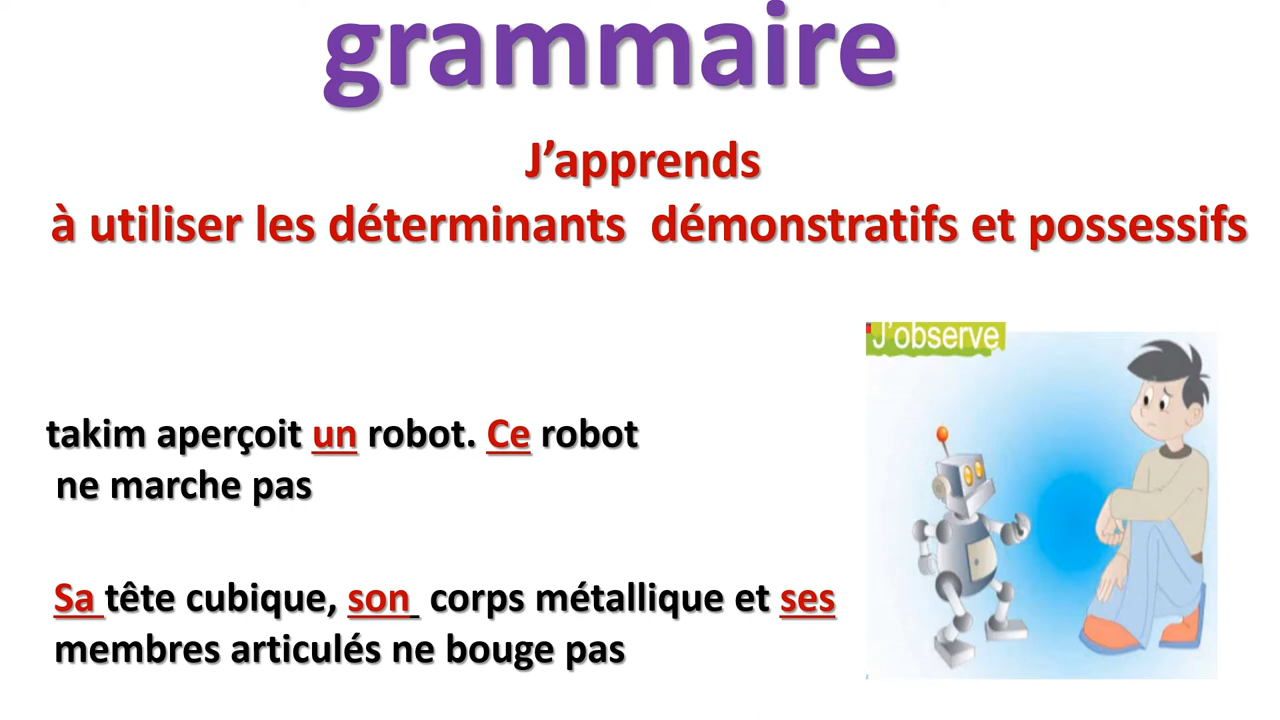 grammaire
J’apprends
à utiliser les déterminants démonstratifs et possessifs
J’observe
takim aperçoit un robot. Ce robot
ne marche pas
Sa tête cubique, son corps métallique et ses
membres articulés ne bouge pas